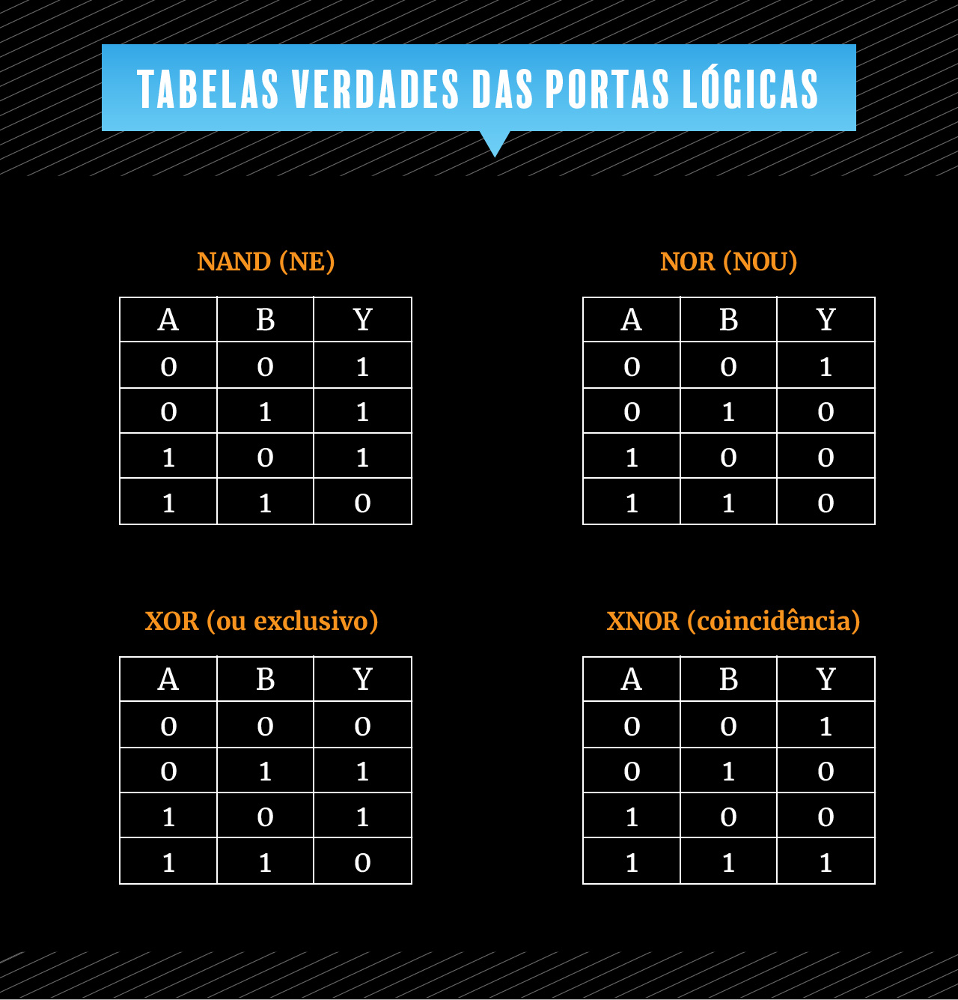 TABELAS VERDADES DAS PORTAS LÓGICAS
NAND (NE)
A B Y
0 0 1
0 1 1
1 0 1
1 1 0
NOR (NOU)
A B Y
0 0 1
0 1 0
1 0 0
1 1 0
XOR (ou exclusivo)
A B Y
0 0 0
0 1 1
1 0 1
1 1 0
XNOR (coincidência)
A B Y
0 0 1
0 1 0
1 0 0
1 1 1